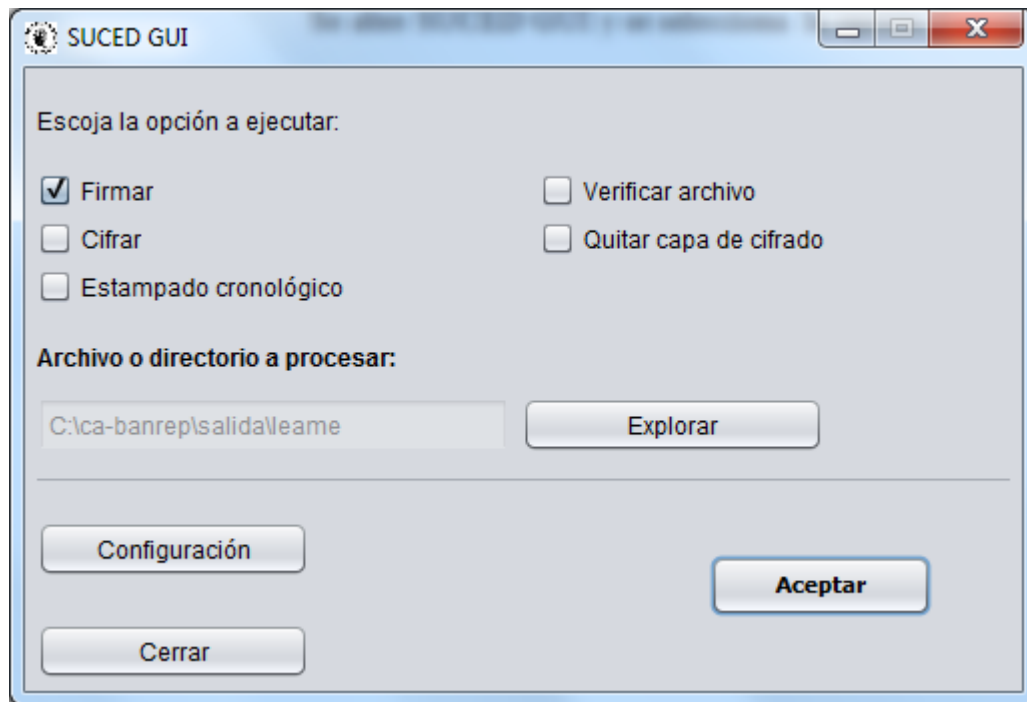 SUCED GUI
Escoja la opción a ejecutar:
Firmar
Verificar archivo
Cifrar
Quitar capa de cifrado
Estampado cronológico
Archivo o directorio a procesar:
C:\ca-banrep\salida\leame
Explorar
Configuración
Aceptar
Cerrar